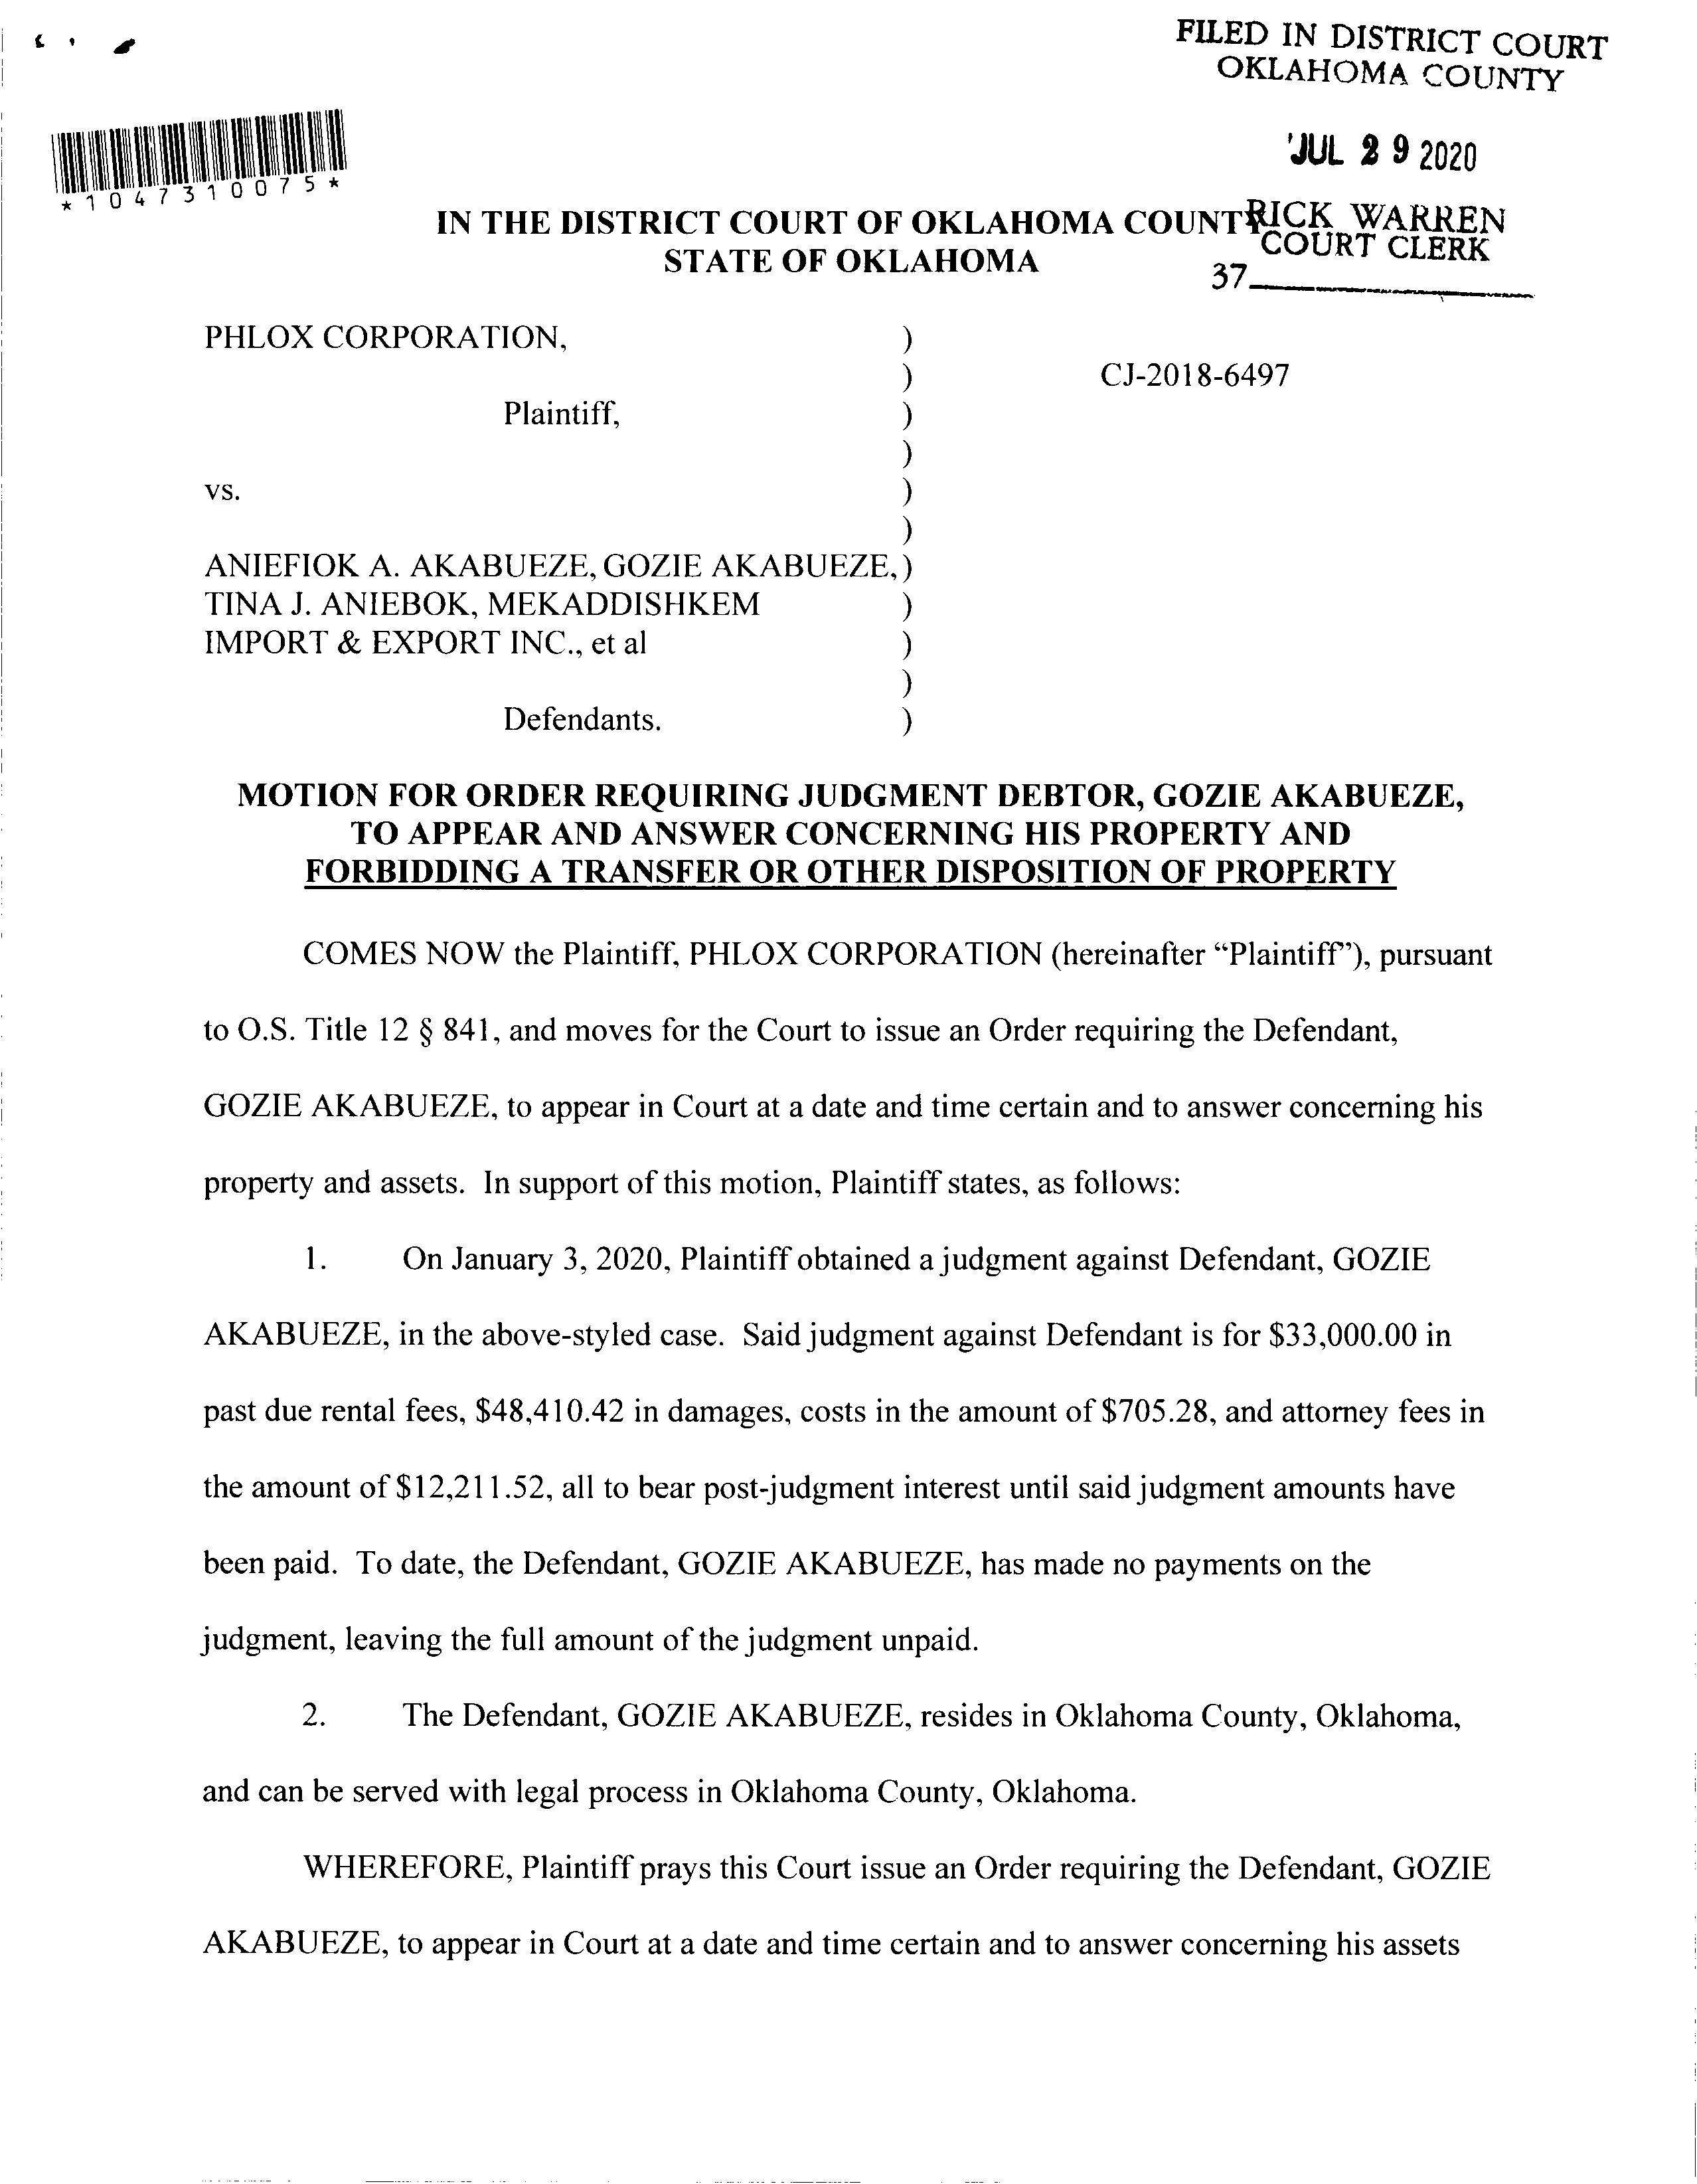 FILED IN DISTRICT COURT
OKLAHOMA COUNTY
JUL 29 2020
*1047310075*
RICK WARREN
COURT CLERK
37
IN THE DISTRICT COURT OF OKLAHOMA COUNT
STATE OF OKLAHOMA
PHLOX CORPORATION, )
) CJ-2018-6497
Plaintiff, )
)
vs. )
)
ANIEFIOK A. AKABUEZE, GOZIE AKABUEZE, )
TINA J. ANIEBOK, MEKADDISHKEM )
IMPORT & EXPORT INC., et al )
)
Defendants. )
MOTION FOR ORDER REQUIRING JUDGMENT DEBTOR, GOZIE AKABUEZE,
TO APPEAR AND ANSWER CONCERNING HIS PROPERTY AND
FORBIDDING A TRANSFER OR OTHER DISPOSITION OF PROPERTY
COMES NOW the Plaintiff, PHLOX CORPORATION (hereinafter “Plaintiff”), pursuant
to O.S. Title 12 § 841, and moves for the Court to issue an Order requiring the Defendant,
GOZIE AKABUEZE, to appear in Court at a date and time certain and to answer concerning his
property and assets. In support of this motion, Plaintiff states, as follows:
1. On January 3, 2020, Plaintiff obtained a judgment against Defendant, GOZIE
AKABUEZE, in the above-styled case. Said judgment against Defendant is for $33,000.00 in
past due rental fees, $48,410.42 in damages, costs in the amount of $705.28, and attorney fees in
the amount of $12,211.52, all to bear post-judgment interest until said judgment amounts have
been paid. To date, the Defendant, GOZIE AKABUEZE, has made no payments on the
judgment, leaving the full amount of the judgment unpaid.
2. The Defendant, GOZIE AKABUEZE, resides in Oklahoma County, Oklahoma,
and can be served with legal process in Oklahoma County, Oklahoma.
WHEREFORE, Plaintiff prays this Court issue an Order requiring the Defendant, GOZIE
AKABUEZE, to appear in Court at a date and time certain and to answer concerning his assets